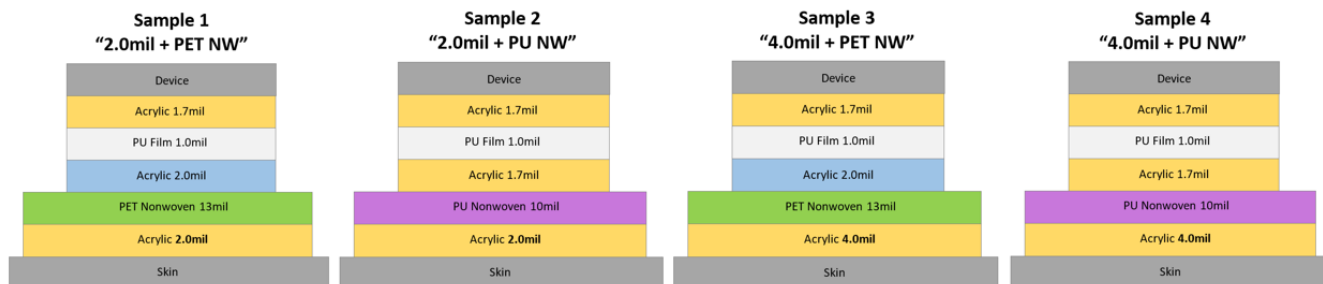 Sample 1
“2.0mil + PET NW”
Device
Acrylic 1.7mil
PU Film 1.0mil
Acrylic 2.0mil
PET Nonwoven 13mil
Acrylic 2.0mil
Skin
Sample 2
“2.0mil + PU NW”
Device
Acrylic 1.7mil
PU Film 1.0mil
Acrylic 1.7mil
PU Nonwoven 10mil
Acrylic 2.0mil
Skin
Sample 3
“4.0mil + PET NW”
Device
Acrylic 1.7mil
PU Film 1.0mil
Acrylic 2.0mil
PET Nonwoven 13mil
Acrylic 4.0mil
Skin
Sample 4
“4.0mil + PU NW”
Device
Acrylic 1.7mil
PU Film 1.0mil
Acrylic 1.7mil
PU Nonwoven 10mil
Acrylic 4.0mil
Skin